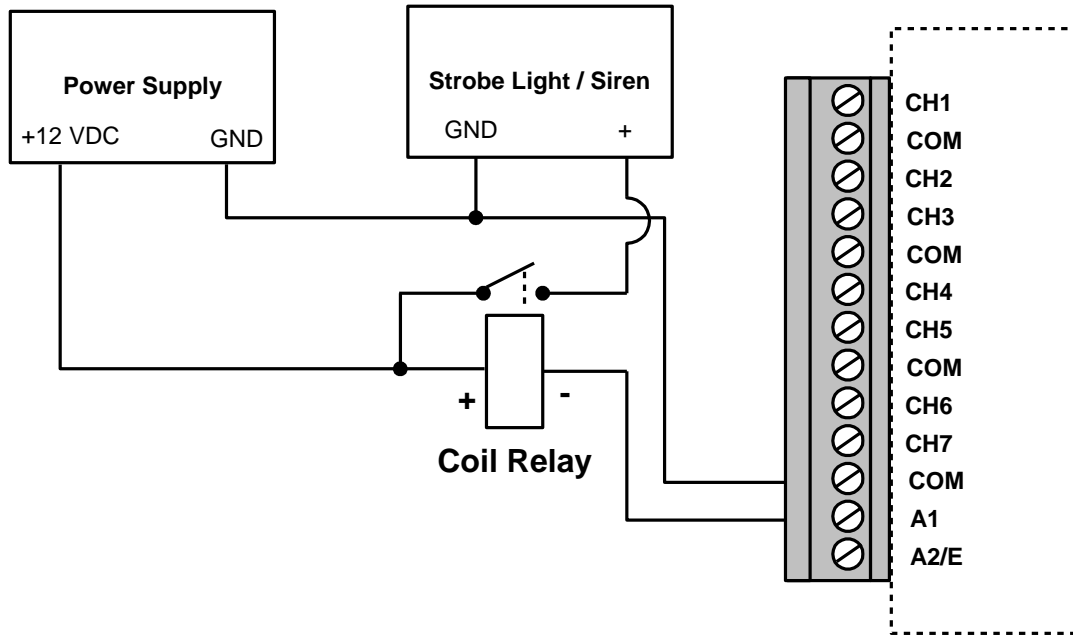 Power Supply
+12 VDC GND
Strobe Light / Siren
GND +
+ -
Coil Relay
CH1
COM
CH2
CH3
COM
CH4
CH5
COM
CH6
CH7
COM
A1
A2/E